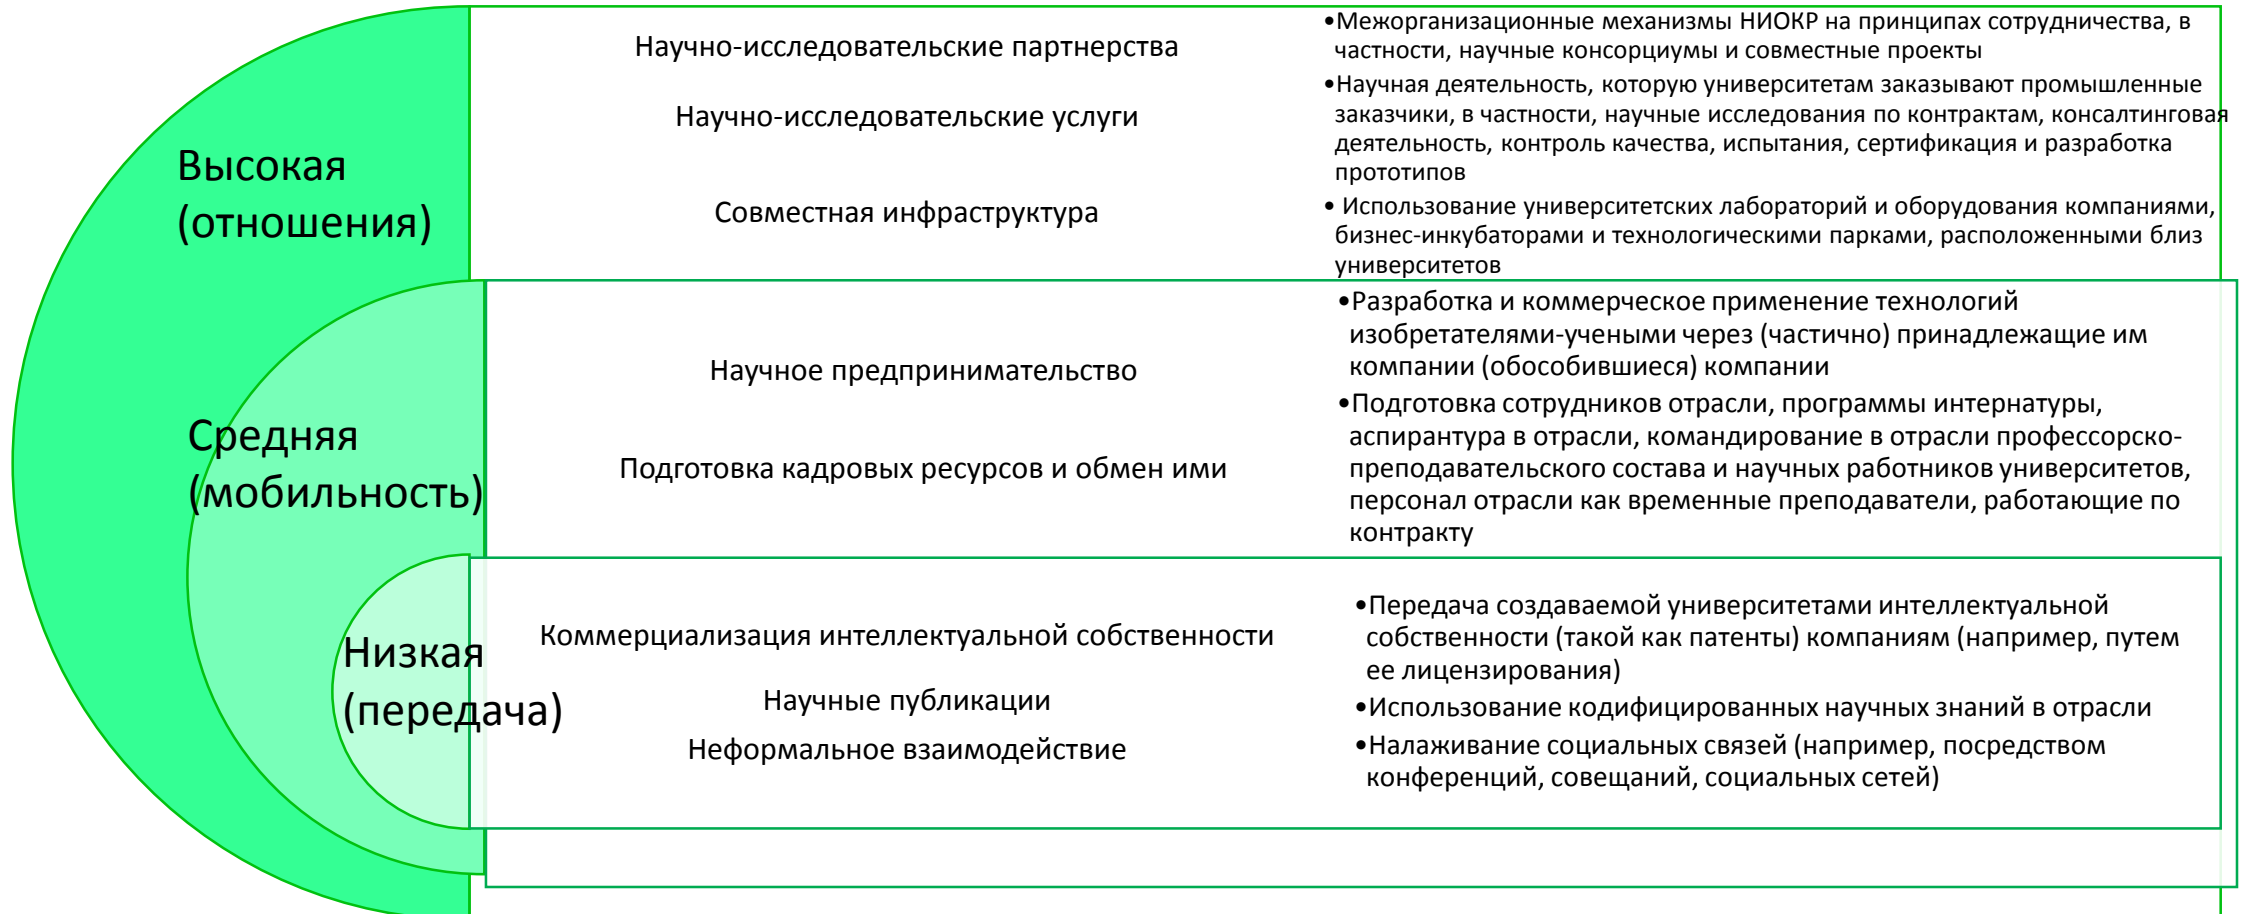 Высокая
(отношения)
Научно-исследовательские партнерства
•Межорганизационные механизмы НИОКР на принципах сотрудничества, в
частности, научные консорциумы и совместные проекты
Научно-исследовательские услуги
•Научная деятельность, которую университетам заказывают промышленные
заказчики, в частности, научные исследования по контрактам, консалтинговая
деятельность, контроль качества, испытания, сертификация и разработка
прототипов
Совместная инфраструктура
• Использование университетских лабораторий и оборудования компаниями,
бизнес-инкубаторами и технологическими парками, расположенными близ
университетов
Средняя
(мобильность)
Научное предпринимательство
•Разработка и коммерческое применение технологий
изобретателями-учеными через (частично) принадлежащие им
компании (обособившиеся) компании
Подготовка кадровых ресурсов и обмен ими
•Подготовка сотрудников отрасли, программы интернатуры,
аспирантура в отрасли, командирование в отрасли профессорско-
преподавательского состава и научных работников университетов,
персонал отрасли как временные преподаватели, работающие по
контракту
Низкая
(передача)
Коммерциализация интеллектуальной собственности
•Передача создаваемой университетами интеллектуальной
собственности (такой как патенты) компаниям (например, путем
ее лицензирования)
Научные публикации
•Использование кодифицированных научных знаний в отрасли
Неформальное взаимодействие
•Налаживание социальных связей (например, посредством
конференций, совещаний, социальных сетей)